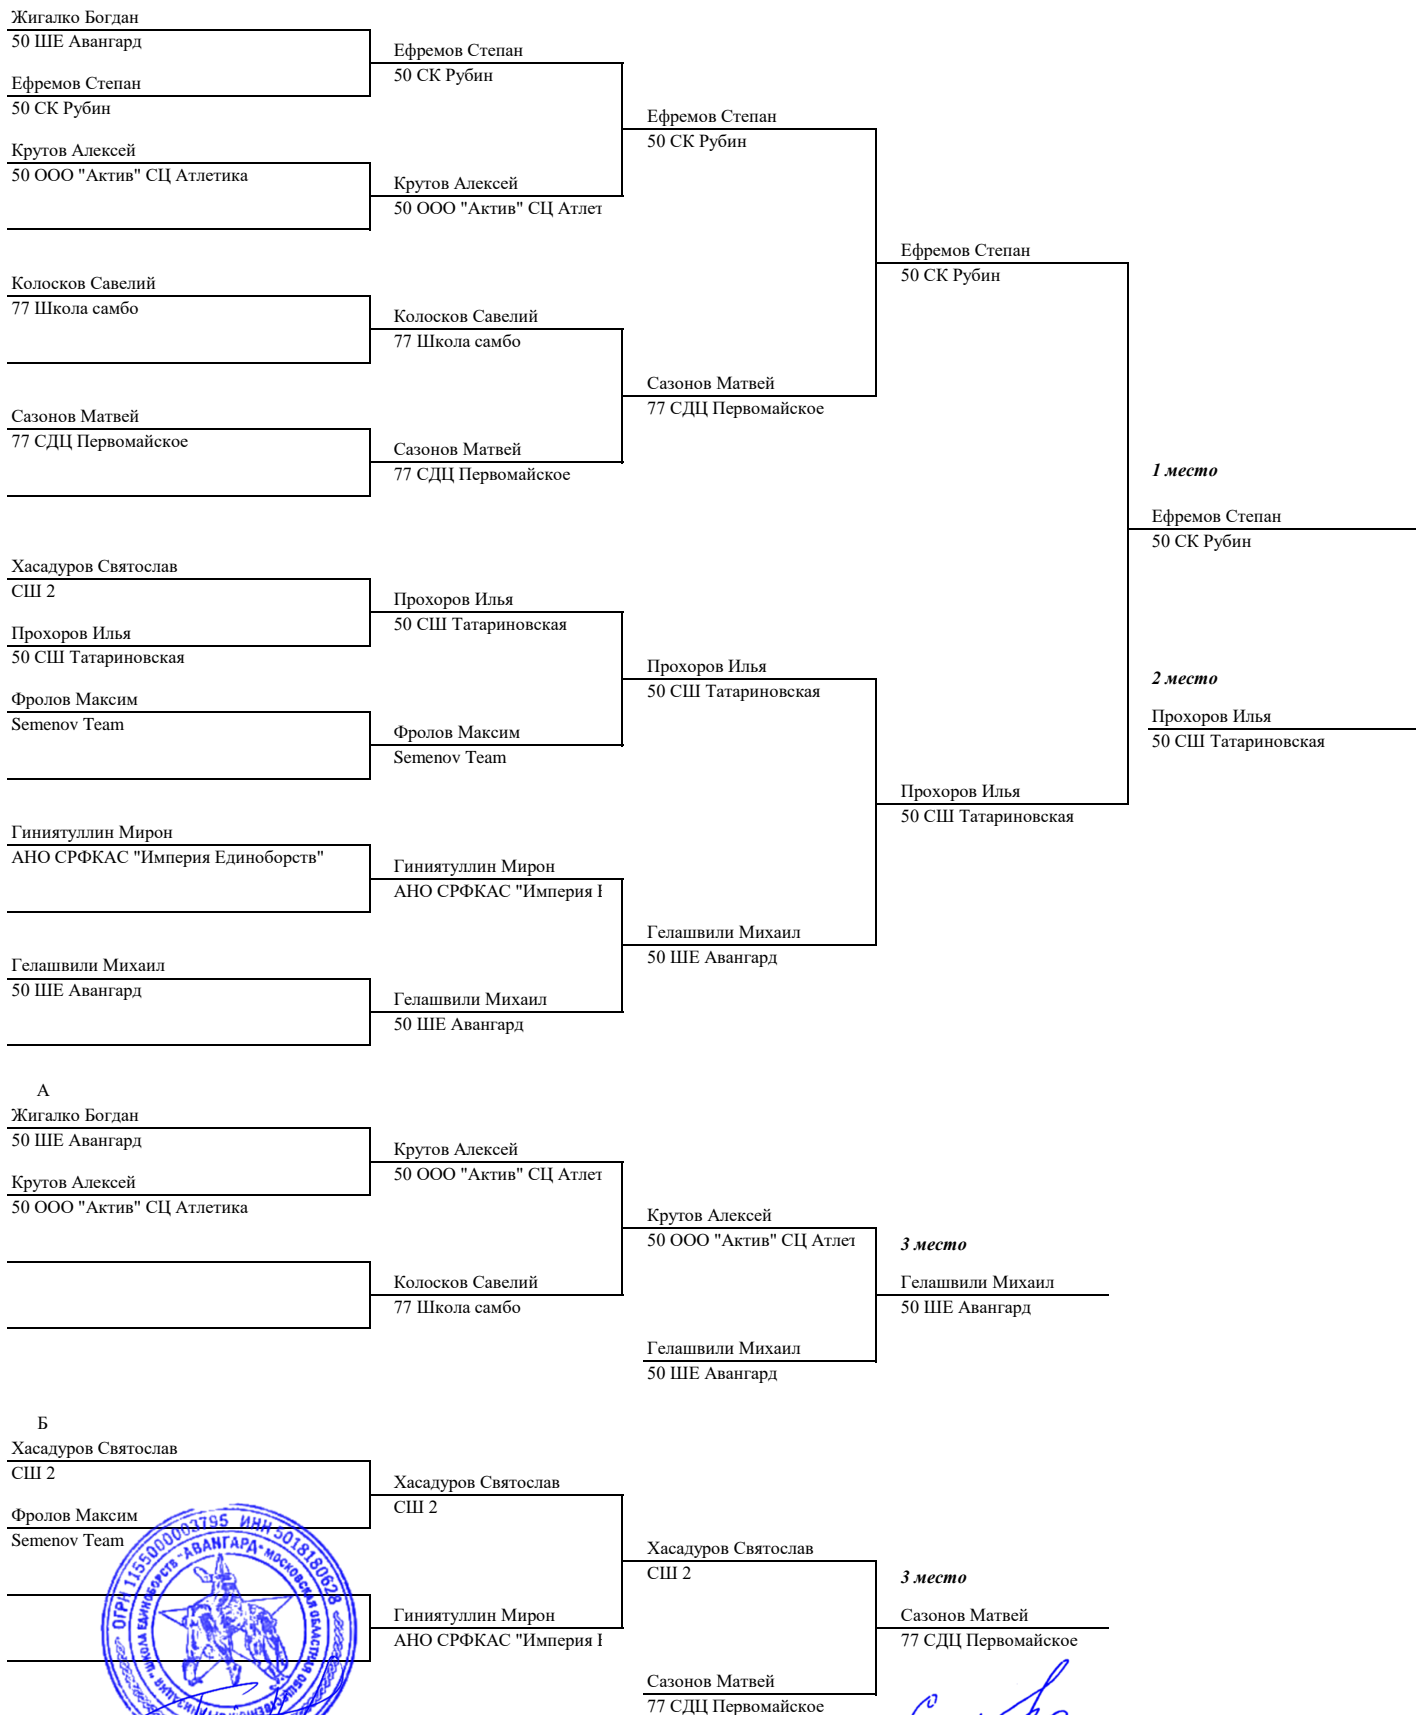 Жигалко Богдан
50 ШЕ Авангард
Ефремов Степан
50 СК Рубин
Крутов Алексей
50 ООО "Актив" СЦ Атлетика
Колосков Савелий
77 Школа самбо
Сазонов Матвей
77 СДЦ Первомайское
Хасадуров Святослав
СШ 2
Прохоров Илья
50 СШ Татариновская
Фролов Максим
Semenov Team
Гиниятуллин Мирон
АНО СРФКАС "Империя Единоборств"
Гелашвили Михаил
50 ШЕ Авангард
Ефремов Степан
50 СК Рубин
Крутов Алексей
50 ООО "Актив" СЦ Атлет
Колосков Савелий
77 Школа самбо
Сазонов Матвей
77 СДЦ Первомайское
Прохоров Илья
50 СШ Татариновская
Фролов Максим
Semenov Team
Гиниятуллин Мирон
АНО СРФКАС "Империя
Гелашвили Михаил
50 ШЕ Авангард
Ефремов Степан
50 СК Рубин
Сазонов Матвей
77 СДЦ Первомайское
Прохоров Илья
50 СШ Татариновская
Гелашвили Михаил
50 ШЕ Авангард
Ефремов Степан
50 СК Рубин
Прохоров Илья
50 СШ Татариновская
1 место
Ефремов Степан
50 СК Рубин
2 место
Прохоров Илья
50 СШ Татариновская
А
Жигалко Богдан
50 ШЕ Авангард
Крутов Алексей
50 ООО "Актив" СЦ Атлетика
Крутов Алексей
50 ООО "Актив" СЦ Атлет
Колосков Савелий
77 Школа самбо
Крутов Алексей
50 ООО "Актив" СЦ Атлет
Гелашвили Михаил
50 ШЕ Авангард
3 место
Гелашвили Михаил
50 ШЕ Авангард
Б
Хасадуров Святослав
СШ 2
Фролов Максим
Semenov Team
Хасадуров Святослав
СШ 2
Гиниятуллин Мирон
АНО СРФКАС "Империя
Хасадуров Святослав
СШ 2
Сазонов Матвей
77 СДЦ Первомайское
3 место
Сазонов Матвей
77 СДЦ Первомайское
ОГРН 1155000003795 ИНН 5018180628
МОСКОВСКАЯ ОБЛАСТНАЯ ОБЩЕСТВЕННАЯ ОРГАНИЗАЦИЯ "ШКОЛА ЕДИНОБОРСТВ "АВАНГАРД"